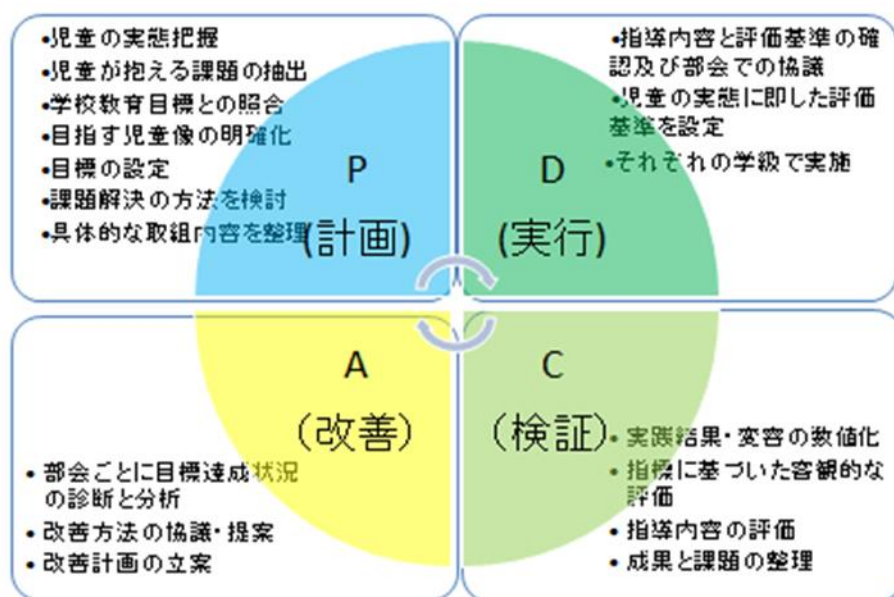 •児童の実態把握
•児童が抱える課題の抽出
•学校教育目標との照合
•目指す児童像の明確化
•目標の設定
•課題解決の方法を検討
•具体的な取組内容を整理
P
(計画)
•指導内容と評価基準の確
認及び部会での協議
•児童の実態に即した評価
基準を設定
•それぞれの学級で実施
D
(実行)
A
(改善)
• 部会ごとに目標達成状況
の診断と分析
• 改善方法の協議・提案
• 改善計画の立案
C
(検証)
• 実践結果・変容の数値化
• 指標に基づいた客観的な
評価
• 指導内容の評価
• 成果と課題の整理